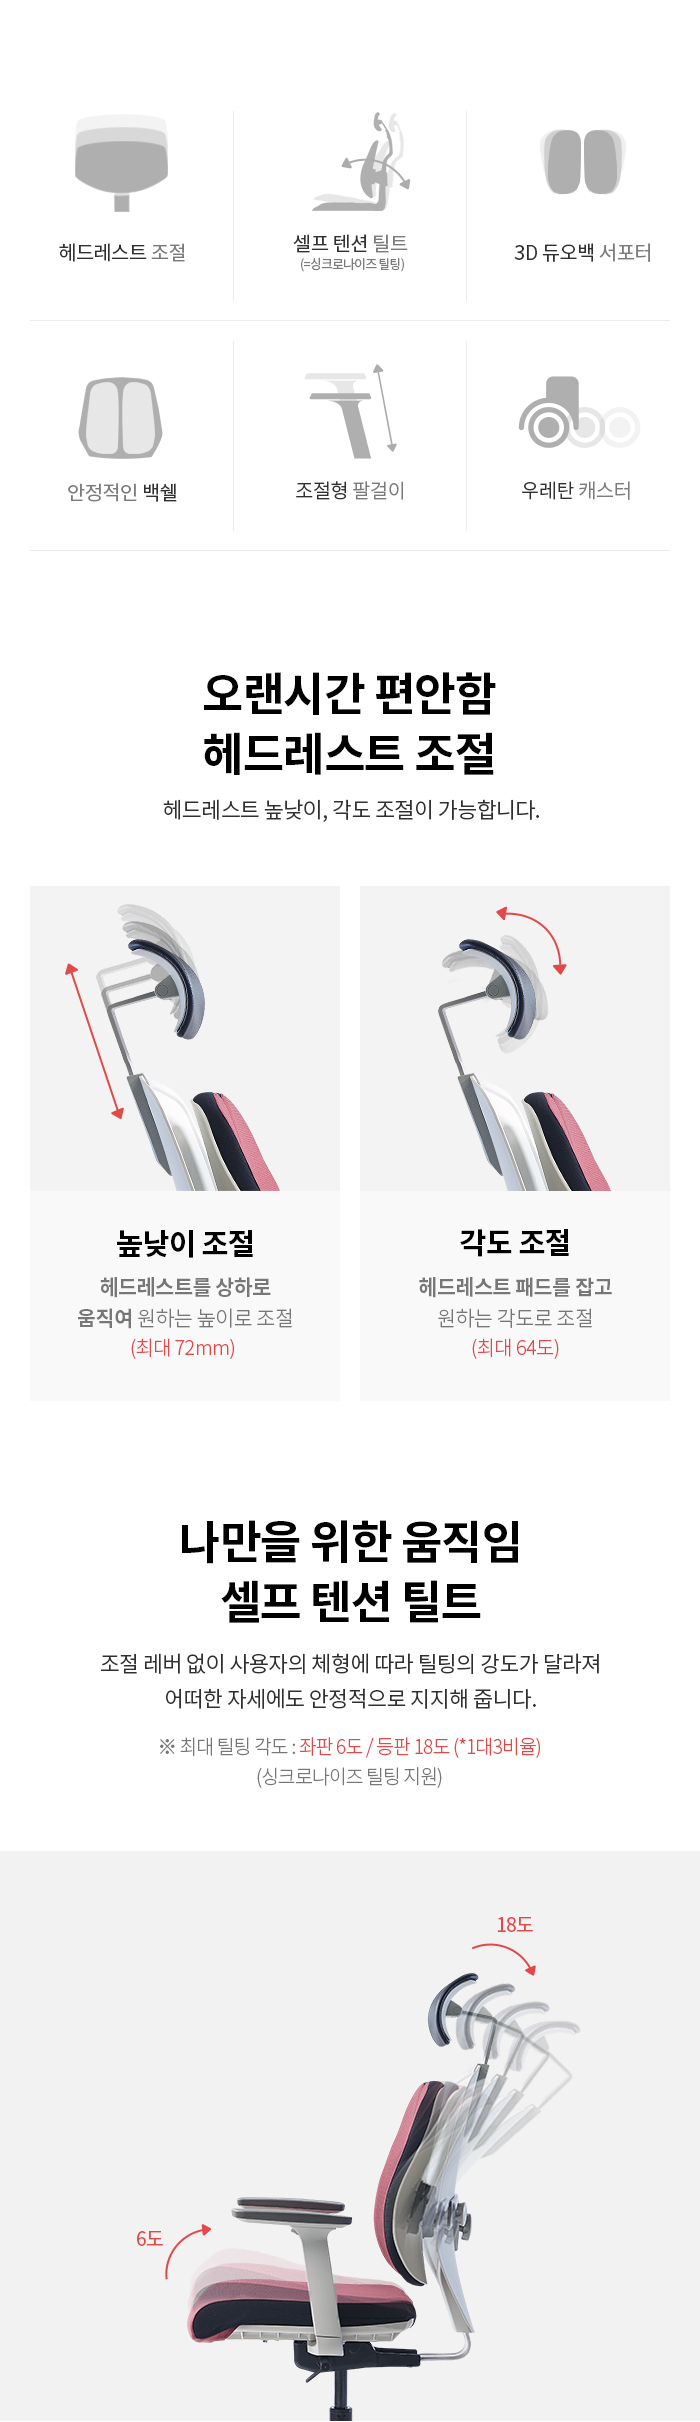 헤드레스트 조절
셀프 텐션 틸트
(=싱크로나이즈 틸팅)
3D 듀오백 서포터
안정적인 백쉘
조절형 팔걸이
우레탄 캐스터
오랜시간 편안함
헤드레스트 조절
헤드레스트 높낮이, 각도 조절이 가능합니다.
높낮이 조절
헤드레스트를 상하로
움직여 원하는 높이로 조절
(최대 72mm)
각도 조절
헤드레스트 패드를 잡고
원하는 각도로 조절
(최대 64도)
나만을 위한 움직임
셀프 텐션 틸트
조절 레버 없이 사용자의 체형에 따라 틸팅의 강도가 달라져
어떠한 자세에도 안정적으로 지지해 줍니다.
※ 최대 틸팅 각도 : 좌판 6도 / 등판 18도 (*1대3비율)
(싱크로나이즈 틸팅 지원)
18도
6도